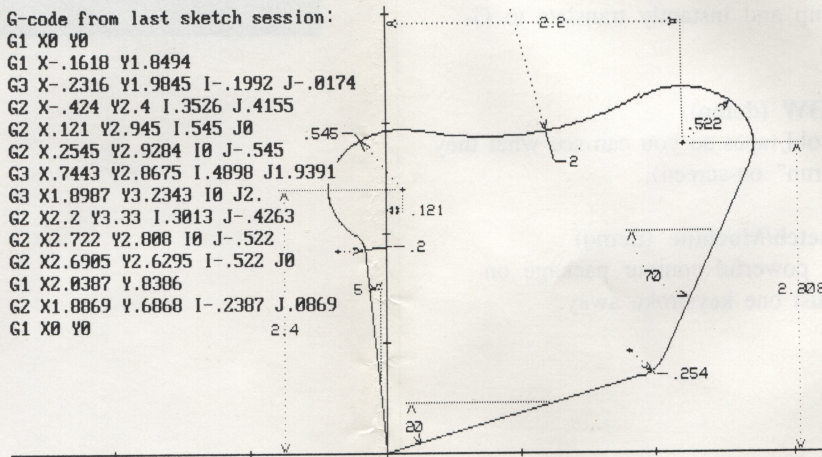 G-code from last sketch session:
G1 X0 Y0
G1 X-.1618 Y1.8494
G3 X-.2316 Y1.9845 I-.1992 J-.0174
G2 X-.424 Y2.4 I.3526 J.4155
G2 X.121 Y2.945 I.545 J0
G2 X.2545 Y2.9284 I0 J-.545
G3 X.7443 Y2.8675 I.4898 J1.9391
G3 X1.8987 Y3.2343 I0 J2.
G2 X2.2 Y3.33 I.3013 J-.4263
G2 X2.722 Y2.808 I0 J-.522
G2 X2.6905 Y2.6295 I-.522 J0
G1 X2.0387 Y.8386
G2 X1.8869 Y.6868 I-.2387 J.0869
G1 X0 Y0
2.2
.522
.545
2
.121
.2
70
5
2.808
2.4
.254
20